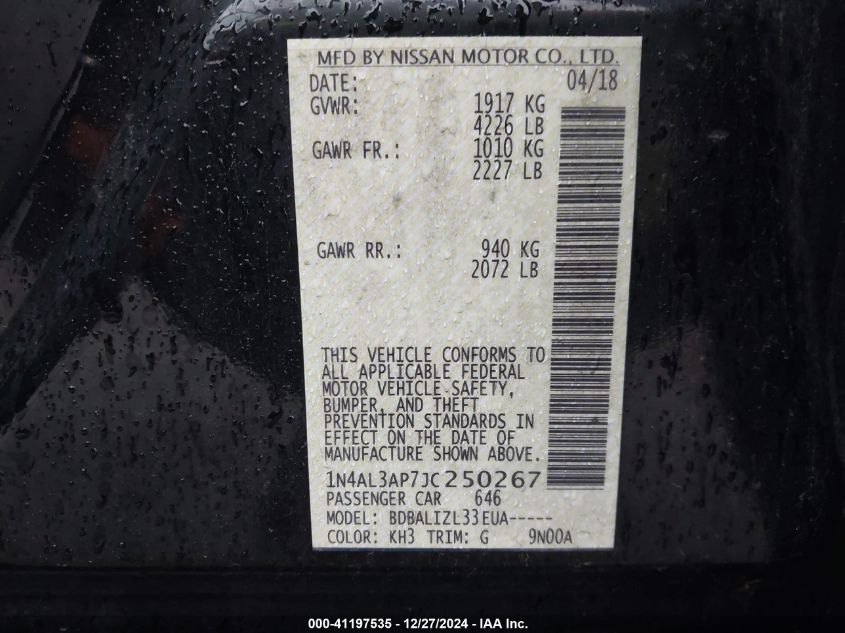 MFD BY NISSAN MOTOR CO., LTD.
DATE: 04/18
GVWR: 1917 KG
4226 LB
GAWR FR.: 1010 KG
2227 LB
GAWR RR.: 940 KG
2072 LB
THIS VEHICLE CONFORMS TO
ALL APPLICABLE FEDERAL
MOTOR VEHICLE SAFETY,
BUMPER, AND THEFT
PREVENTION STANDARDS IN
EFFECT ON THE DATE OF
MANUFACTURE SHOWN ABOVE.
1N4AL3AP7JC250267
PASSENGER CAR 646
MODEL: BDBALIZL33EUA-----
COLOR: KH3 TRIM: G 9N00A
000-41197535 - 12/27/2024 - IAA Inc.